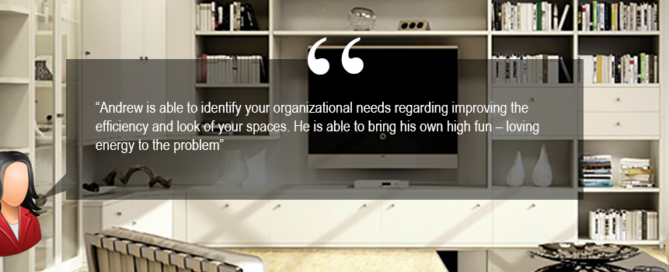 “Andrew is able to identify your organizational needs regarding improving the
efficiency and look of your spaces. He is able to bring his own high fun – loving
energy to the problem”